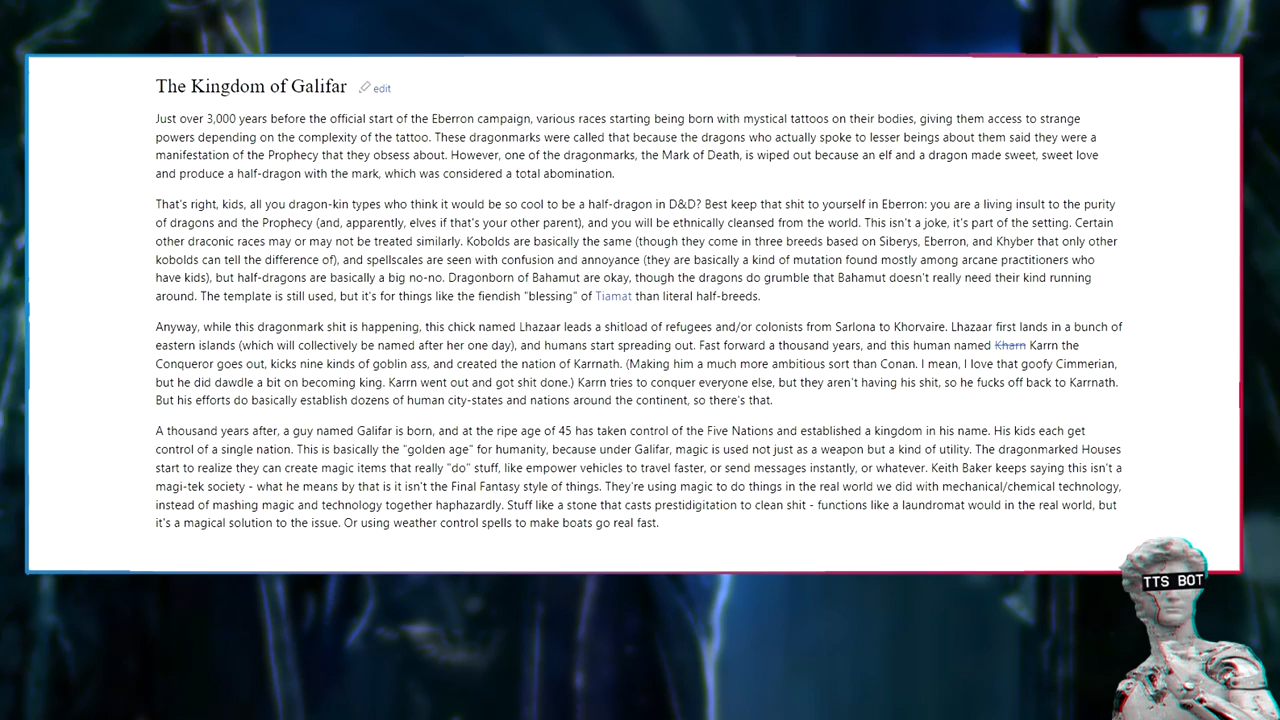 The Kingdom of Galifar edit
Just over 3,000 years before the official start of the Eberron campaign, various races starting being born with mystical tattoos on their bodies, giving them access to strange
powers depending on the complexity of the tattoo. These dragonmarks were called that because the dragons who actually spoke to lesser beings about them said they were a
manifestation of the Prophecy that they obsess about. However, one of the dragonmarks, the Mark of Death, is wiped out because an elf and a dragon made sweet, sweet love
and produce a half-dragon with the mark, which was considered a total abomination.
That's right, kids, all you dragon-kin types who think it would be so cool to be a half-dragon in D&D? Best keep that shit to yourself in Eberron: you are a living insult to the purity
of dragons and the Prophecy (and, apparently, elves if that's your other parent), and you will be ethnically cleansed from the world. This isn't a joke, it's part of the setting. Certain
other draconic races may or may not be treated similarly. Kobolds are basically the same (though they come in three breeds based on Siberys, Eberron, and Khyber that only other
kobolds can tell the difference of), and spellscales are seen with confusion and annoyance (they are basically a kind of mutation found mostly among arcane practitioners who
have kids), but half-dragons are basically a big no-no. Dragonborn of Bahamut are okay, though the dragons do grumble that Bahamut doesn't really need their kind running
around. The template is still used, but it's for things like the fiendish "blessing" of Tiamat than literal half-breeds.
Anyway, while this dragonmark shit is happening, this chick named Lhazaar leads a shitload of refugees and/or colonists from Sarlona to Khorvaire. Lhazaar first lands in a bunch of
eastern islands (which will collectively be named after her one day), and humans start spreading out. Fast forward a thousand years, and this human named Kharn Karrn the
Conqueror goes out, kicks nine kinds of goblin ass, and created the nation of Karrnath. (Making him a much more ambitious sort than Conan. I mean, I love that goofy Cimmerian,
but he did dawdle a bit on becoming king. Karrn went out and got shit done.) Karrn tries to conquer everyone else, but they aren't having his shit, so he fucks off back to Karrnath.
But his efforts do basically establish dozens of human city-states and nations around the continent, so there's that.
A thousand years after, a guy named Galifar is born, and at the ripe age of 45 has taken control of the Five Nations and established a kingdom in his name. His kids each get
control of a single nation. This is basically the "golden age" for humanity, because under Galifar, magic is used not just as a weapon but a kind of utility. The dragonmarked Houses
start to realize they can create magic items that really "do" stuff, like empower vehicles to travel faster, or send messages instantly, or whatever. Keith Baker keeps saying this isn't a
magi-tek society - what he means by that is it isn't the Final Fantasy style of things. They're using magic to do things in the real world we did with mechanical/chemical technology,
instead of mashing magic and technology together haphazardly. Stuff like a stone that casts prestidigitation to clean shit - functions like a laundromat would in the real world, but
it's a magical solution to the issue. Or using weather control spells to make boats go real fast.
TTS BOT